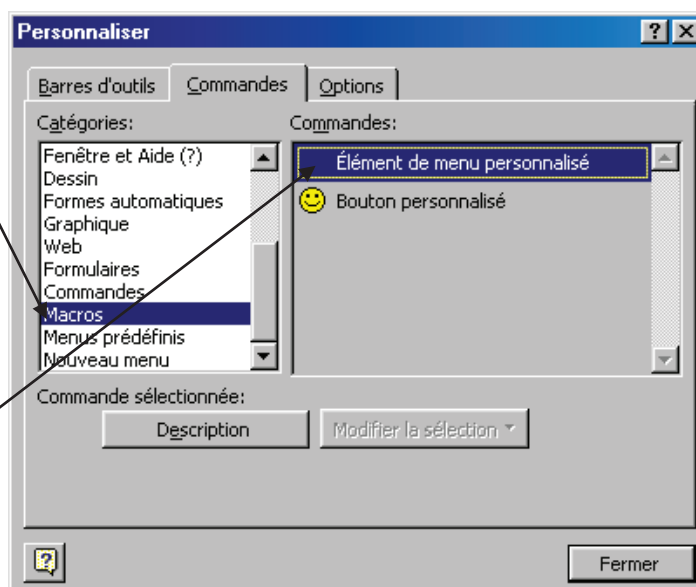 Personnaliser
Barres d'outils Commandes Options
Catégories: Commandes:
Fenêtre et Aide (?)
Dessin
Formes automatiques
Graphique
Web
Formulaires
Commandes
Macros
Menus prédéfinis
Nouveau menu
Élément de menu personnalisé
Bouton personnalisé
Commande sélectionnée:
Description Modifier la sélection
Fermer